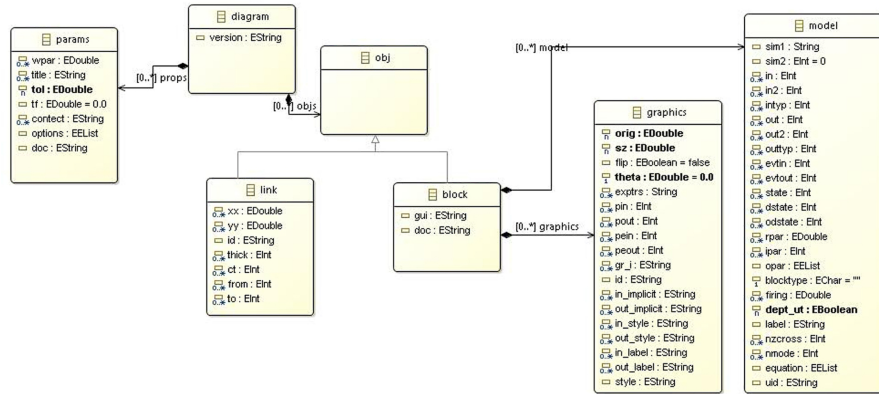 params
wpar : EDouble
title : EString
tol : EDouble
tf : EDouble = 0.0
contect : EString
options : EEList
doc : EString
diagram
version : EString
[0..*] props
[0..*] objs
obj
link
xx : EDouble
yy : EDouble
id : EString
thick : EInt
ct : EInt
from : EInt
to : EInt
block
gui : EString
doc : EString
[0..*] model
[0..*] graphics
graphics
orig : EDouble
sz : EDouble
flip : EBoolean = false
theta : EDouble = 0.0
exptrs : String
pin : EInt
pout : EInt
pein : EInt
peout : EInt
gr_i : EString
id : EString
in_implicit : EString
out_implicit : EString
in_style : EString
out_style : EString
in_label : EString
out_label : EString
style : EString
model
sim1 : String
sim2 : EInt = 0
in : EInt
in2 : EInt
intyp : EInt
out : EInt
out2 : EInt
outtyp : EInt
evtin : EInt
evtout : EInt
state : EInt
dstate : EInt
odstate : EInt
rpar : EDouble
ipar : EInt
opar : EEList
blocktype : EChar = ""
firing : EDouble
dept_ut : EBoolean
label : EString
nzcross : EInt
nmode : EInt
equation : EEList
uid : EString